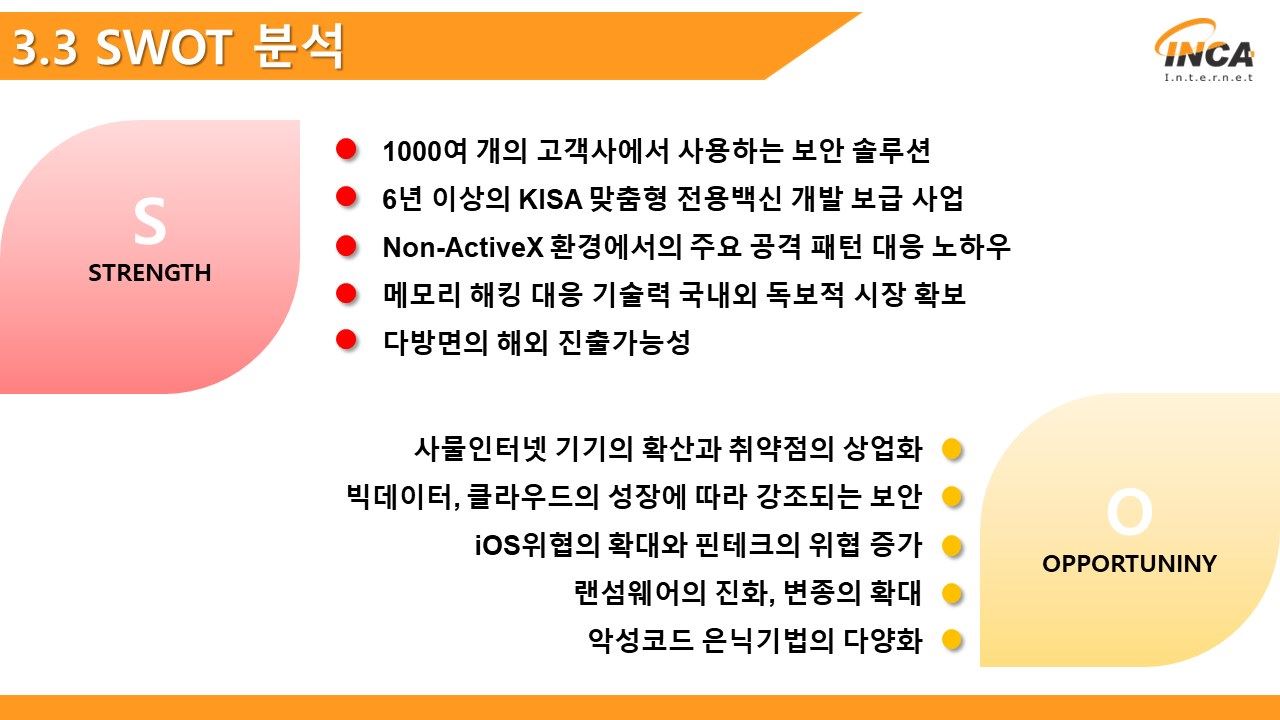 3.3 SWOT 분석
INCA
I.n.t.e.r.n.e.t
S
STRENGTH
1000여 개의 고객사에서 사용하는 보안 솔루션
6년 이상의 KISA 맞춤형 전용백신 개발 보급 사업
Non-ActiveX 환경에서의 주요 공격 패턴 대응 노하우
메모리 해킹 대응 기술력 국내외 독보적 시장 확보
다방면의 해외 진출가능성
사물인터넷 기기의 확산과 취약점의 상업화
빅데이터, 클라우드의 성장에 따라 강조되는 보안
iOS위협의 확대와 핀테크의 위협 증가
랜섬웨어의 진화, 변종의 확대
악성코드 은닉기법의 다양화
O
OPPORTUNINY